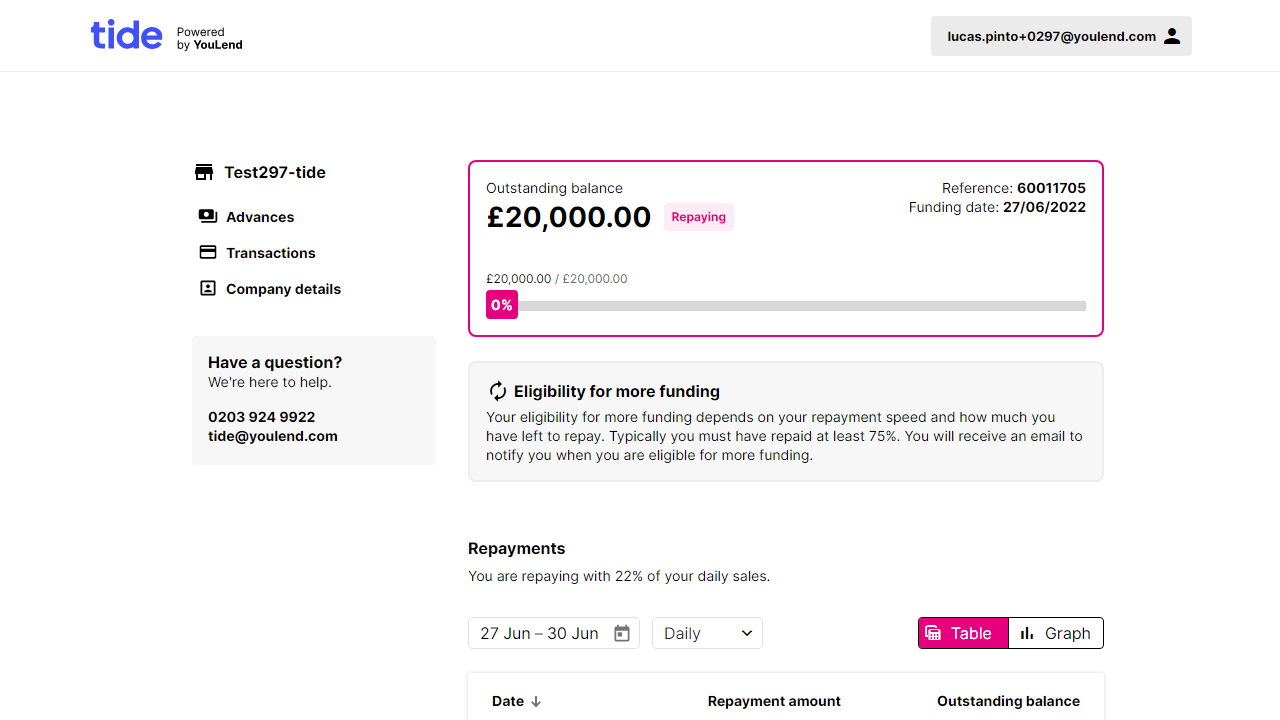 tide Powered
by YouLend
lucas.pinto+0297@youlend.com
Test297-tide
Advances
Transactions
Company details
Have a question?
We're here to help.
0203 924 9922
tide@youlend.com
Outstanding balance
£20,000.00 Repaying
Reference: 60011705
Funding date: 27/06/2022
£20,000.00 / £20,000.00
0%
Eligibility for more funding
Your eligibility for more funding depends on your repayment speed and how much you
have left to repay. Typically you must have repaid at least 75%. You will receive an email to
notify you when you are eligible for more funding.
Repayments
You are repaying with 22% of your daily sales.
27 Jun – 30 Jun Daily Table Graph
Date Repayment amount Outstanding balance